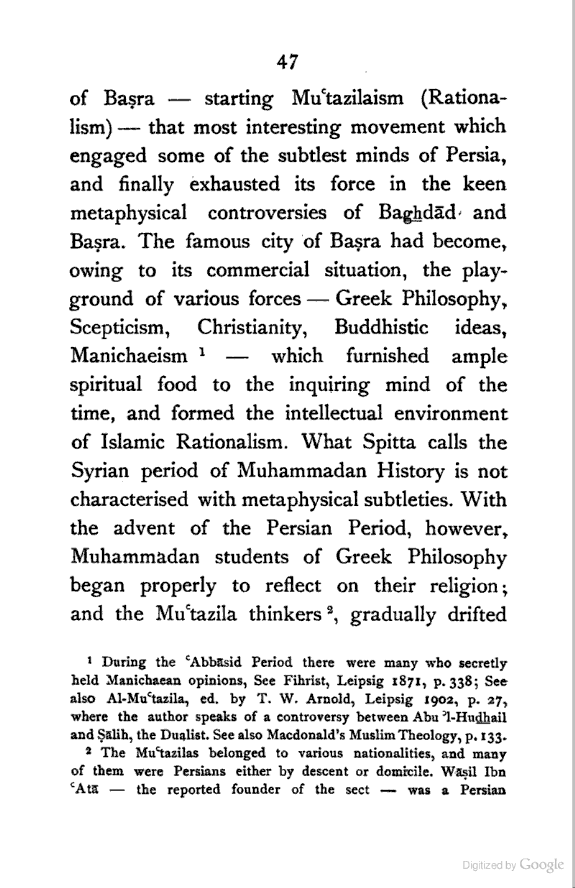 47
of Baṣra — starting Muʿtazilaism (Rationa-
lism) — that most interesting movement which
engaged some of the subtlest minds of Persia,
and finally exhausted its force in the keen
metaphysical controversies of Bag͟hdād and
Baṣra. The famous city of Baṣra had become,
owing to its commercial situation, the play-
ground of various forces — Greek Philosophy,
Scepticism, Christianity, Buddhistic ideas,
Manichaeism ¹ — which furnished ample
spiritual food to the inquiring mind of the
time, and formed the intellectual environment
of Islamic Rationalism. What Spitta calls the
Syrian period of Muhammadan History is not
characterised with metaphysical subtleties. With
the advent of the Persian Period, however,
Muhammadan students of Greek Philosophy
began properly to reflect on their religion;
and the Muʿtazila thinkers ², gradually drifted
¹ During the ʿAbbāsid Period there were many who secretly
held Manichaean opinions, See Fihrist, Leipsig 1871, p. 338; See
also Al-Muʿtazila, ed. by T. W. Arnold, Leipsig 1902, p. 27,
where the author speaks of a controversy between Abu ʾl-Hud͟hail
and Ṣāliḥ, the Dualist. See also Macdonald's Muslim Theology, p. 133.
² The Muʿtazilas belonged to various nationalities, and many
of them were Persians either by descent or domicile. Wāṣil Ibn
ʿAtā — the reported founder of the sect — was a Persian
Digitized by Google